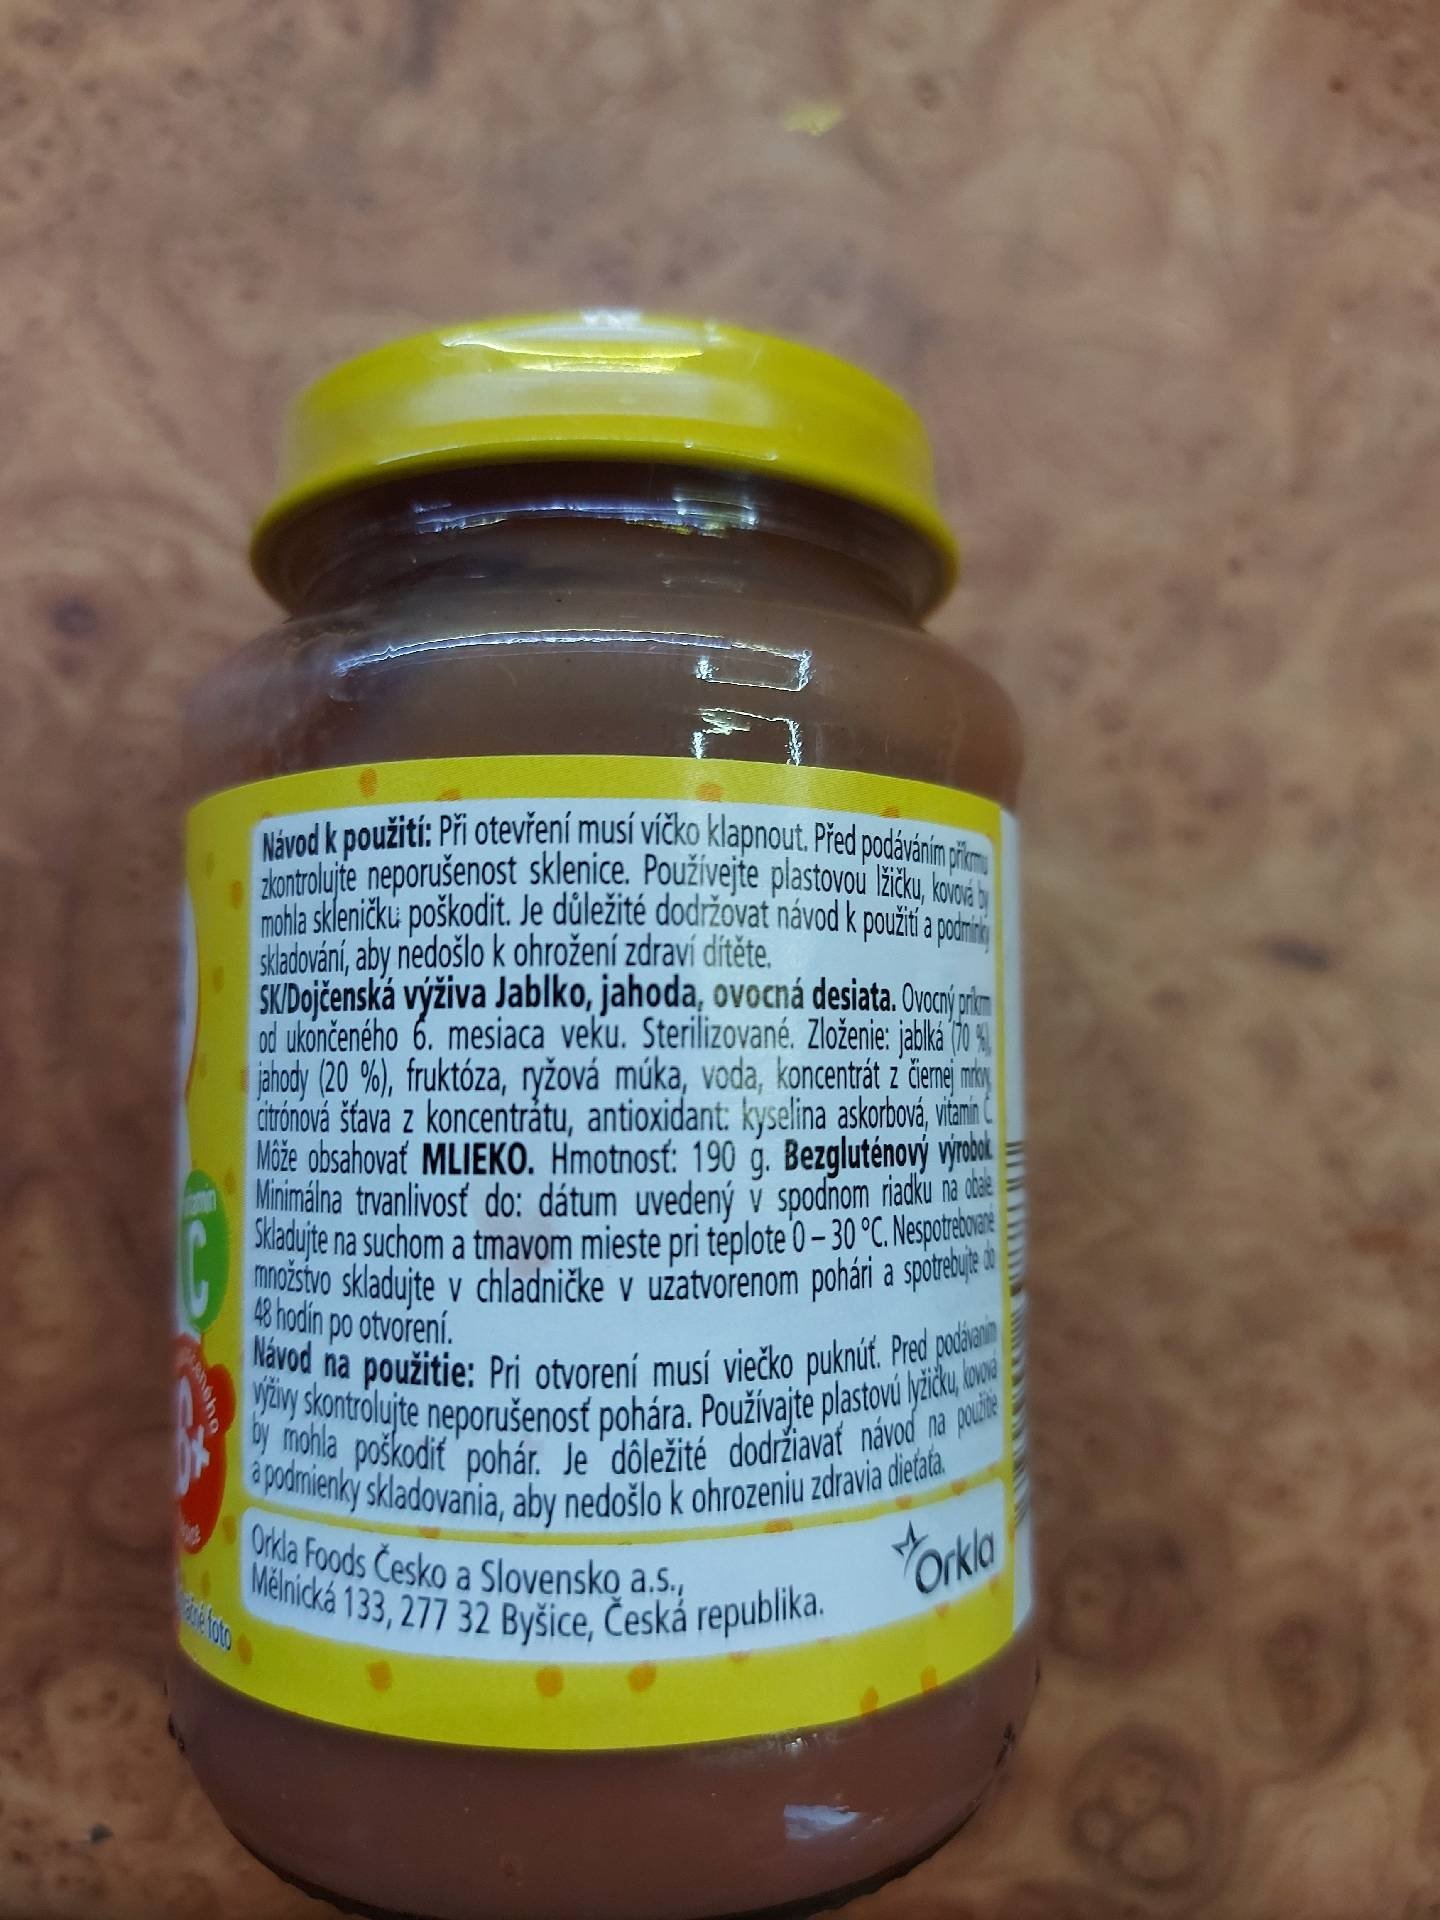 Návod k použití: Při otevření musí víčko klapnout. Před podáváním příkrmu
zkontrolujte neporušenost sklenice. Používejte plastovou lžičku, kovová by
mohla skleničku poškodit. Je důležité dodržovat návod k použití a podmínky
skladování, aby nedošlo k ohrožení zdraví dítěte.
SK/Dojčenská výživa Jablko, jahoda, ovocná desiata. Ovocný príkrm
od ukončeného 6. mesiaca veku. Sterilizované. Zloženie: jablká (70 %),
jahody (20 %), fruktóza, ryžová múka, voda, koncentrát z čiernej mrkvy,
citrónová šťava z koncentrátu, antioxidant: kyselina askorbová, vitamín C.
Môže obsahovať MLIEKO. Hmotnosť: 190 g. Bezgluténový výrobok.
Minimálna trvanlivosť do: dátum uvedený v spodnom riadku na obale.
Skladujte na suchom a tmavom mieste pri teplote 0 – 30 °C. Nespotrebované
množstvo skladujte v chladničke v uzatvorenom pohári a spotrebujte do
48 hodín po otvorení.
Návod na použitie: Pri otvorení musí viečko puknúť. Pred podávaním
výživy skontrolujte neporušenosť pohára. Používajte plastovú lyžičku, kovová
by mohla poškodiť pohár. Je dôležité dodržiavať návod na použitie
a podmienky skladovania, aby nedošlo k ohrozeniu zdravia dieťaťa.
Orkla Foods Česko a Slovensko a.s.,
Mělnická 133, 277 32 Byšice, Česká republika.
Orkla
C
6+
foto